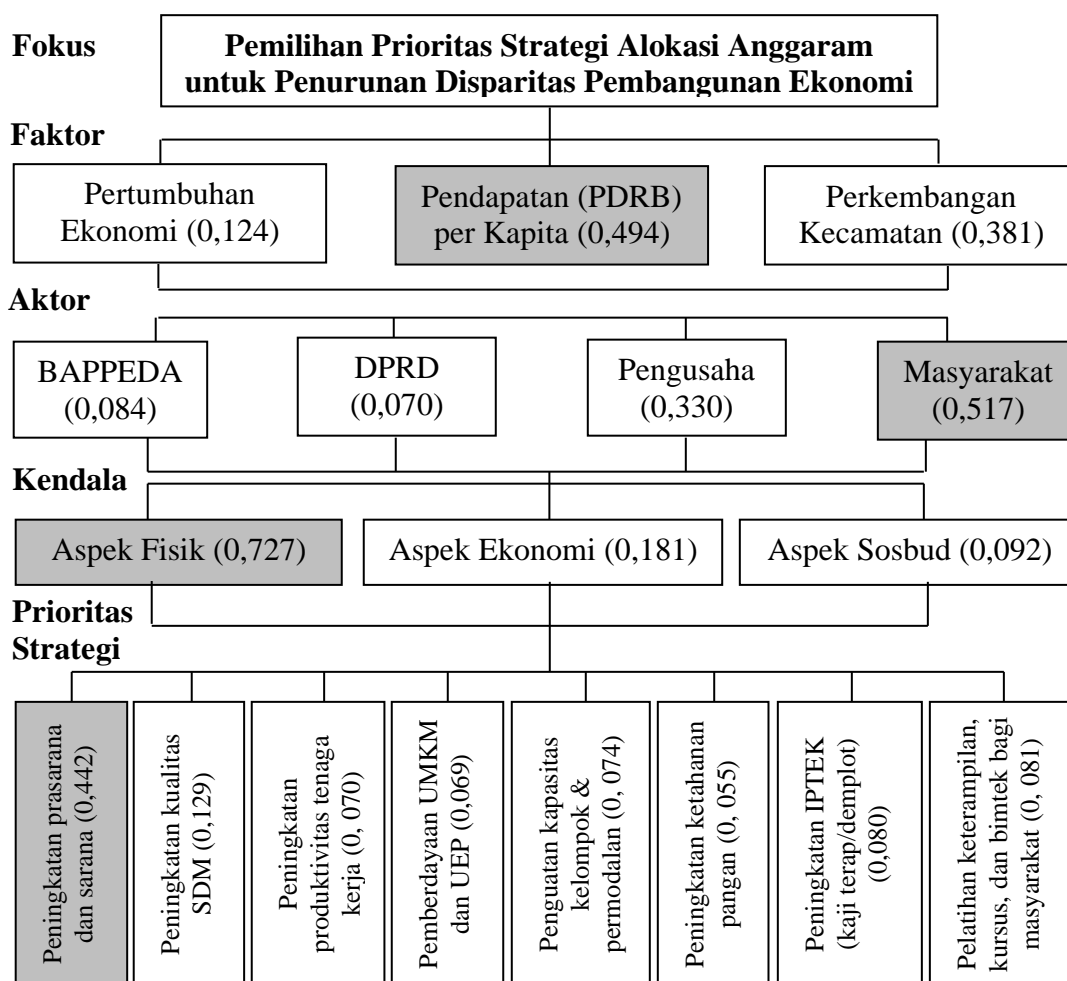 Fokus
Pemilihan Prioritas Strategi Alokasi Anggaram
untuk Penurunan Disparitas Pembangunan Ekonomi
Faktor
Pertumbuhan
Ekonomi (0,124)
Pendapatan (PDRB)
per Kapita (0,494)
Perkembangan
Kecamatan (0,381)
Aktor
BAPPEDA
(0,084)
DPRD
(0,070)
Pengusaha
(0,330)
Masyarakat
(0,517)
Kendala
Aspek Fisik (0,727)
Aspek Ekonomi (0,181)
Aspek Sosbud (0,092)
Prioritas
Strategi
Peningkatan prasarana
dan sarana (0,442)
Peningkatan kualitas
SDM (0,129)
Peningkatan
produktivitas tenaga
kerja (0, 070)
Pemberdayaan UMKM
dan UEP (0,069)
Penguatan kapasitas
kelompok &
permodalan (0, 074)
Peningkatan ketahanan
pangan (0, 055)
Peningkatan IPTEK
(kaji terap/demplot)
(0,080)
Pelatihan keterampilan,
kursus, dan bimtek bagi
masyarakat (0, 081)